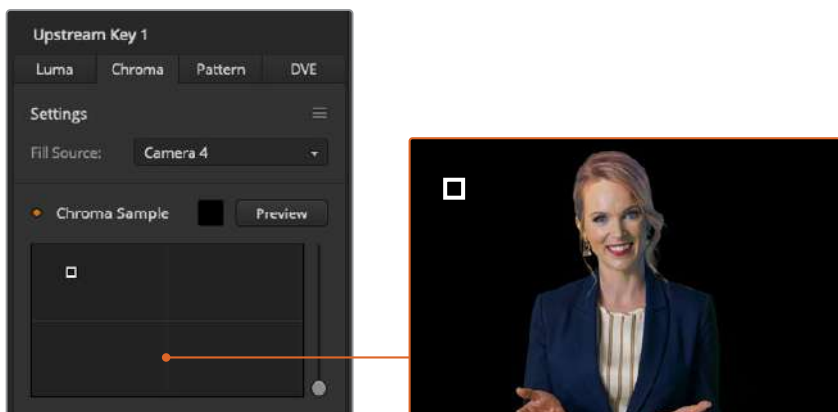 Upstream Key 1
Luma Chroma Pattern DVE
Settings
Fill Source: Camera 4
Chroma Sample Preview